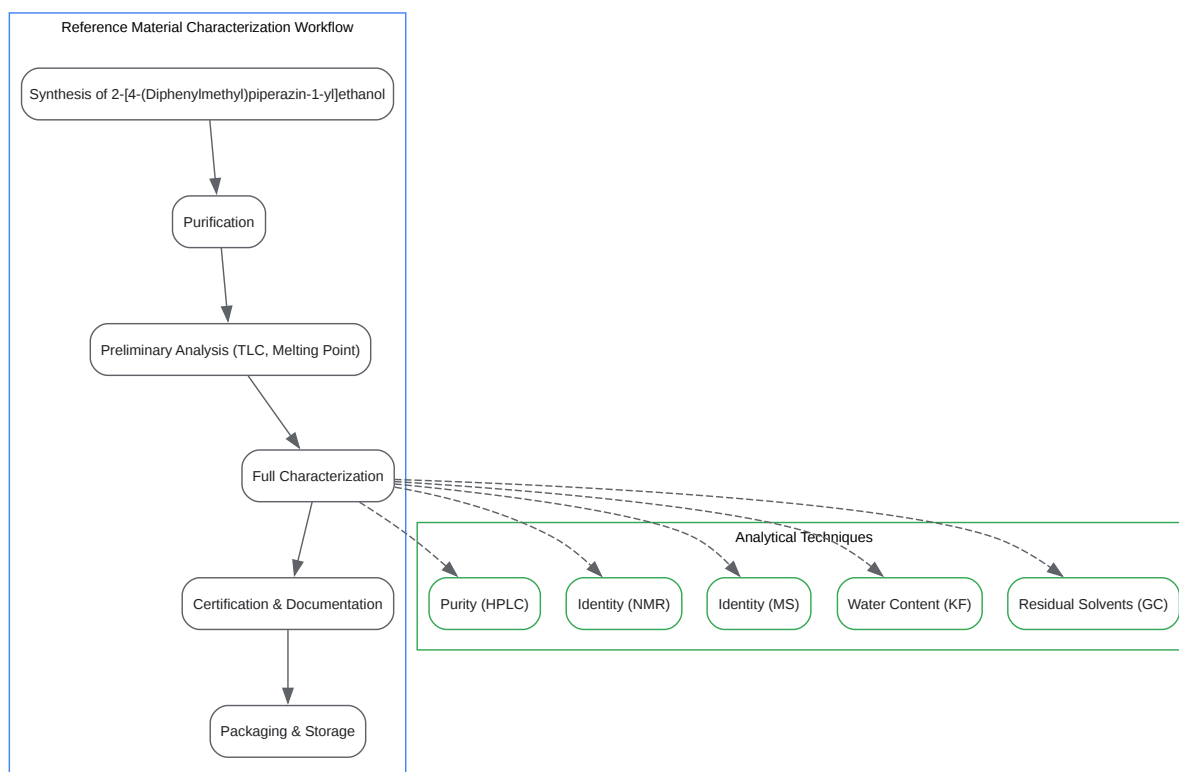 Reference Material Characterization Workflow
Synthesis of 2-[4-(Diphenylmethyl)piperazin-1-yl]ethanol
Purification
Preliminary Analysis (TLC, Melting Point)
Full Characterization
Analytical Techniques
Purity (HPLC)
Identity (NMR)
Identity (MS)
Water Content (KF)
Residual Solvents (GC)
Certification & Documentation
Packaging & Storage